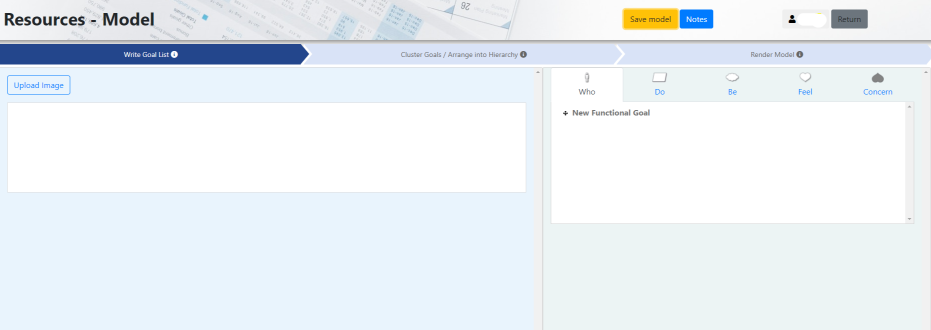 Resources - Model
Save model
Notes
Return
Write Goal List
Cluster Goals / Arrange into Hierarchy
Render Model
Upload Image
Who
Do
Be
Feel
Concern
+ New Functional Goal
28